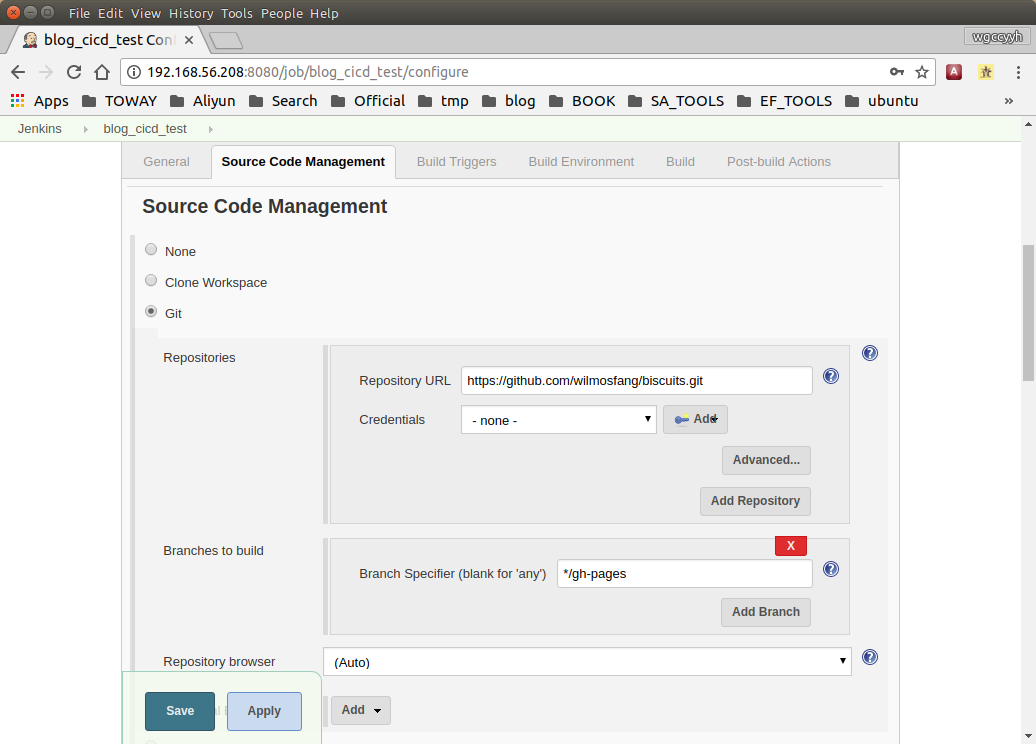 File Edit View History Tools People Help
blog_cicd_test Con
wgccyyh
192.168.56.208:8080/job/blog_cicd_test/configure
A
Apps TOWAY Aliyun Search Official tmp blog BOOK SA_TOOLS EF_TOOLS ubuntu »
Jenkins blog_cicd_test
General Source Code Management Build Triggers Build Environment Build Post-build Actions
Source Code Management
None
Clone Workspace
Git
Repositories
Repository URL https://github.com/wilmosfang/biscuits.git
Credentials - none - Add
Advanced...
Add Repository
Branches to build
X
Branch Specifier (blank for 'any') */gh-pages
Add Branch
Repository browser (Auto)
Save Apply Add